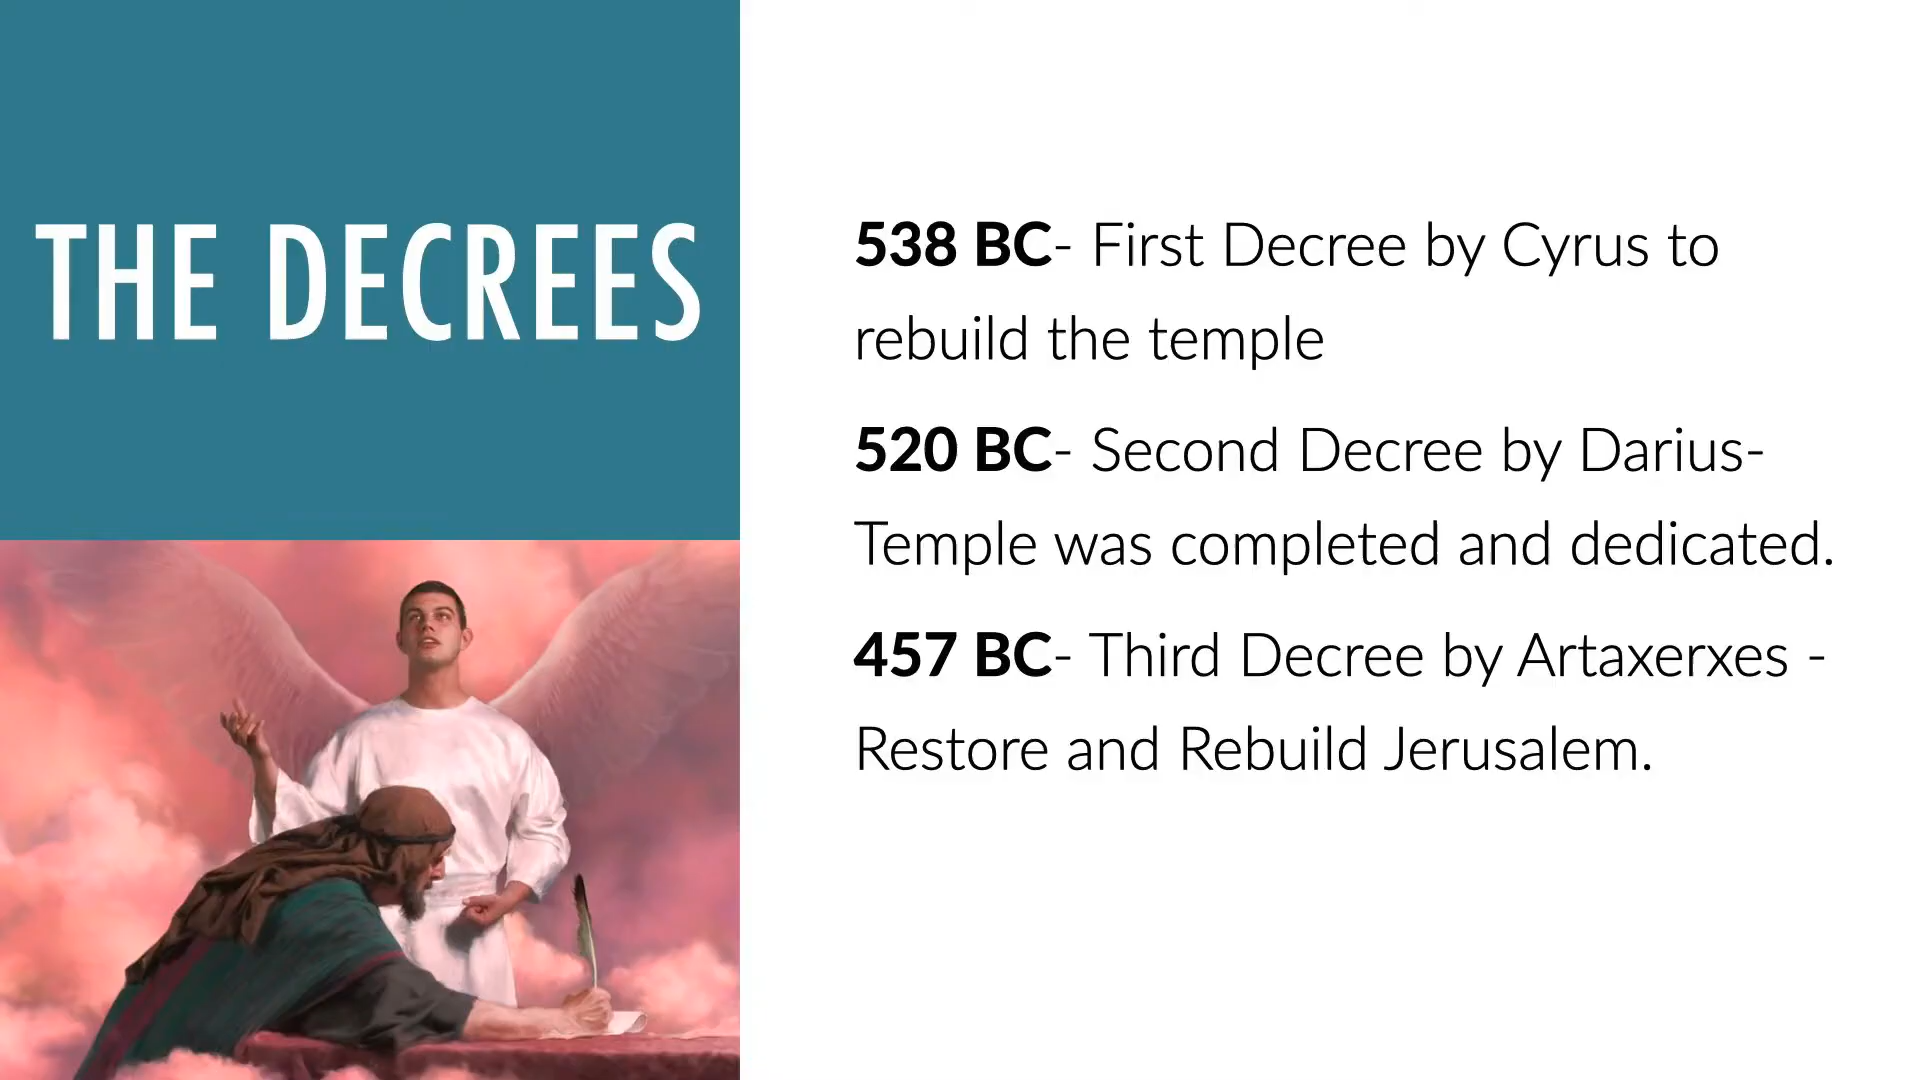 THE DECREES
538 BC- First Decree by Cyrus to
rebuild the temple
520 BC- Second Decree by Darius-
Temple was completed and dedicated.
457 BC- Third Decree by Artaxerxes -
Restore and Rebuild Jerusalem.